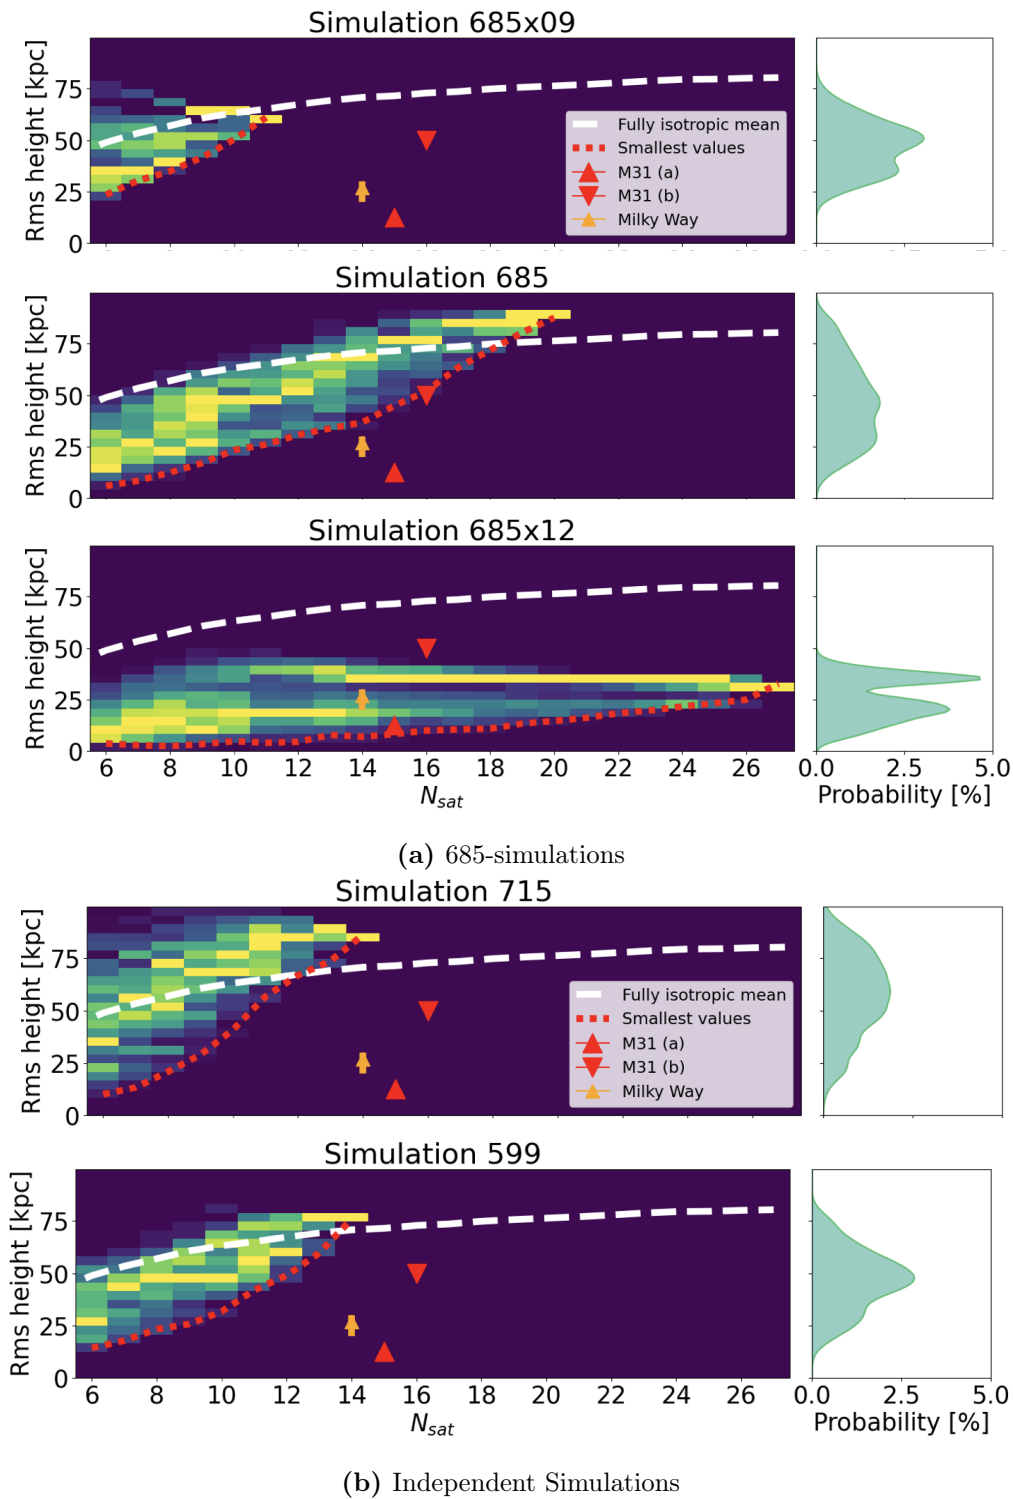 Simulation 685x09
Rms height [kpc]
75
50
25
0
Fully isotropic mean
Smallest values
M31 (a)
M31 (b)
Milky Way
Simulation 685
Rms height [kpc]
75
50
25
0
Simulation 685x12
Rms height [kpc]
75
50
25
0
6 8 10 12 14 16 18 20 22 24 26
N_sat
0.0 2.5 5.0
Probability [%]
(a) 685-simulations
Simulation 715
Rms height [kpc]
75
50
25
0
Fully isotropic mean
Smallest values
M31 (a)
M31 (b)
Milky Way
Simulation 599
Rms height [kpc]
75
50
25
0
6 8 10 12 14 16 18 20 22 24 26
N_sat
0.0 2.5 5.0
Probability [%]
(b) Independent Simulations